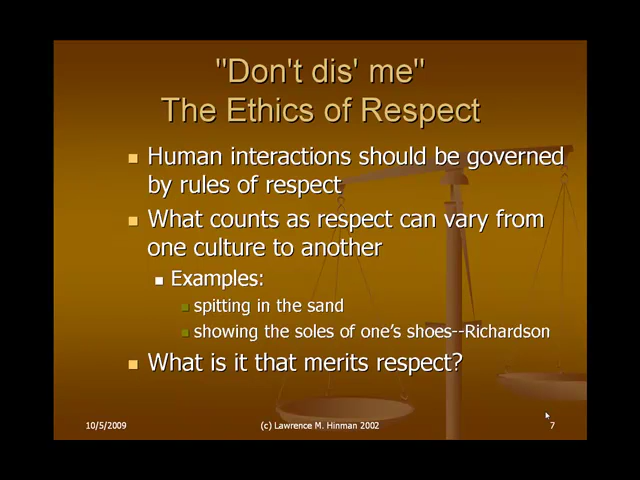 "Don't dis' me"
The Ethics of Respect
Human interactions should be governed
by rules of respect
What counts as respect can vary from
one culture to another
Examples:
spitting in the sand
showing the soles of one’s shoes--Richardson
What is it that merits respect?
10/5/2009
(c) Lawrence M. Hinman 2002
7